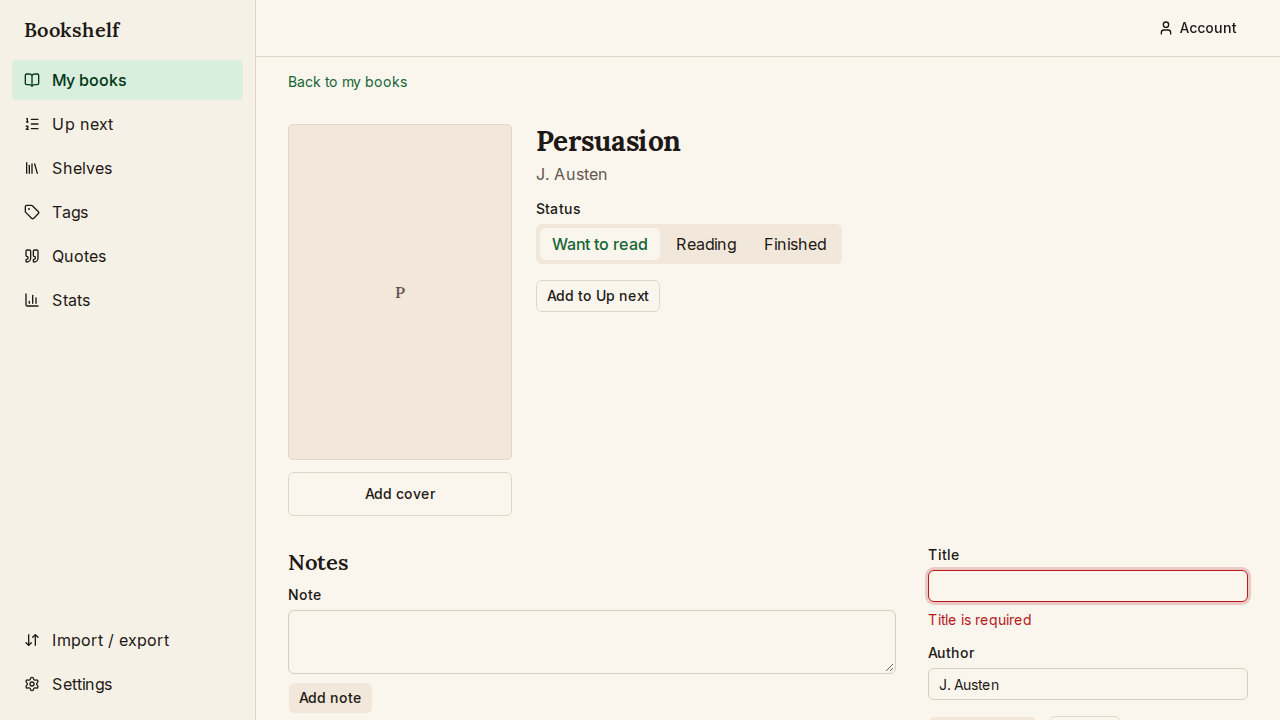 Bookshelf
My books
Up next
Shelves
Tags
Quotes
Stats
Import / export
Settings
Account
Back to my books
P
Add cover
Persuasion
J. Austen
Status
Want to read
Reading
Finished
Add to Up next
Notes
Note
Add note
Title
Title is required
Author
J. Austen